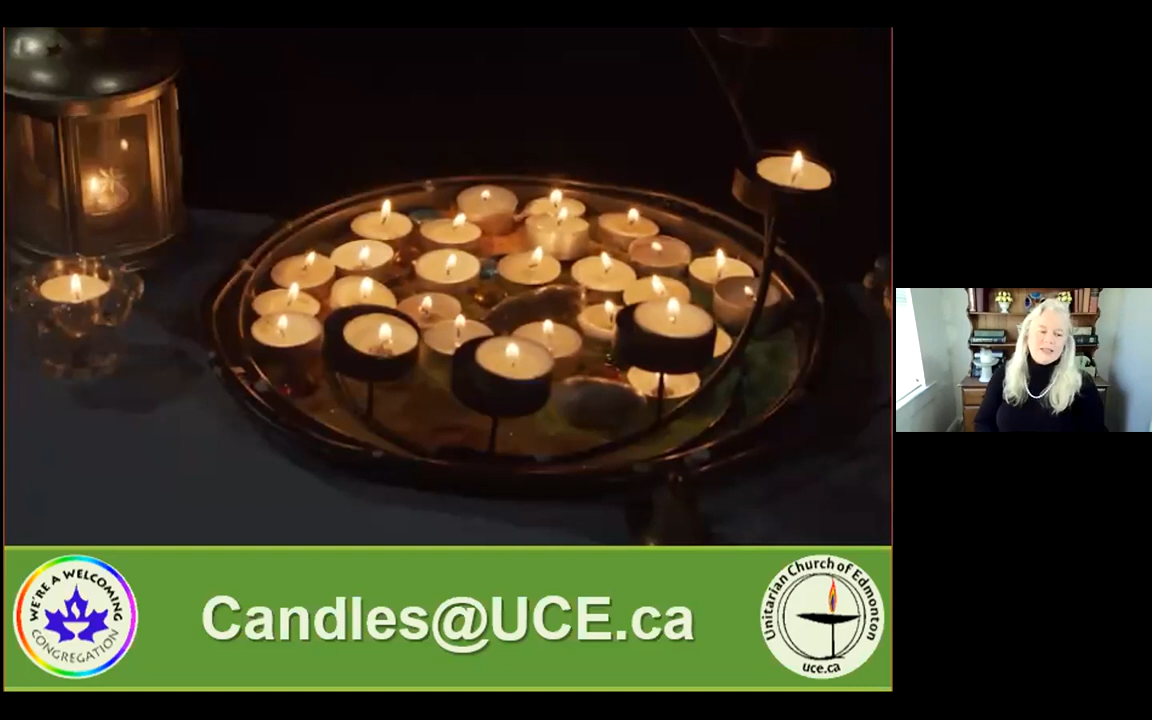 WE'RE A WELCOMING
CONGREGATION
Candles@UCE.ca
Unitarian Church of Edmonton
uce.ca